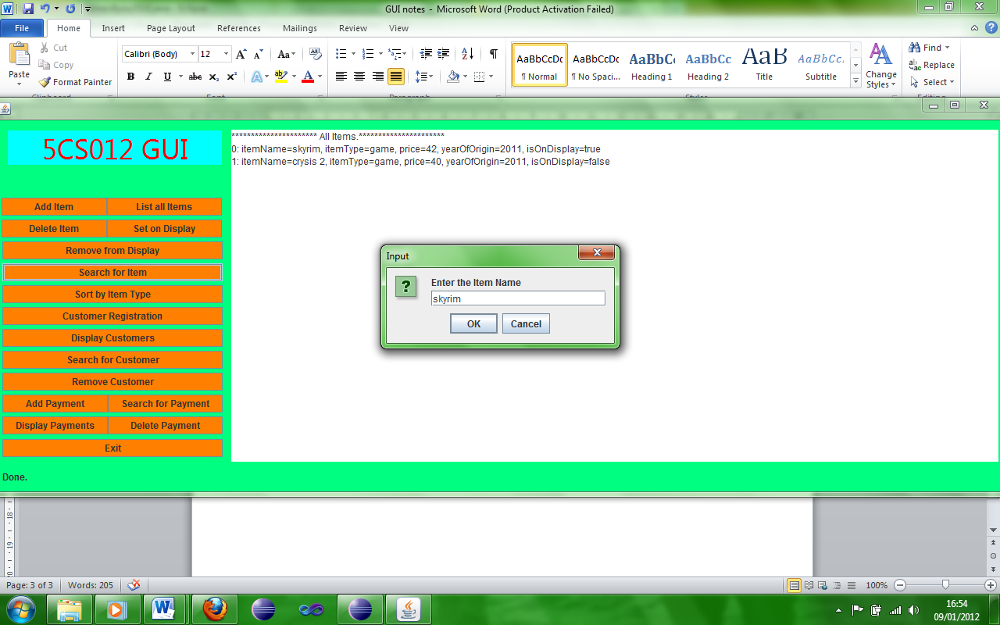 GUI notes - Microsoft Word (Product Activation Failed)
File Home Insert Page Layout References Mailings Review View
Paste
Cut
Copy
Format Painter
Calibri (Body) 12
AaBbCcDc AaBbCcDc AaBbCc AaBbCc AaB AaBbCc.
¶ Normal ¶ No Spaci... Heading 1 Heading 2 Title Subtitle
Change Styles
Find
Replace
Select
5CS012 GUI
Add Item List all Items
Delete Item Set on Display
Remove from Display
Search for Item
Sort by Item Type
Customer Registration
Display Customers
Search for Customer
Remove Customer
Add Payment Search for Payment
Display Payments Delete Payment
Exit
Done.
********************** All Items.**********************
0: itemName=skyrim, itemType=game, price=42, yearOfOrigin=2011, isOnDisplay=true
1: itemName=crysis 2, itemType=game, price=40, yearOfOrigin=2011, isOnDisplay=false
Input
Enter the Item Name
skyrim
OK Cancel
18
19
Page: 3 of 3 Words: 205 100%
16:54
09/01/2012